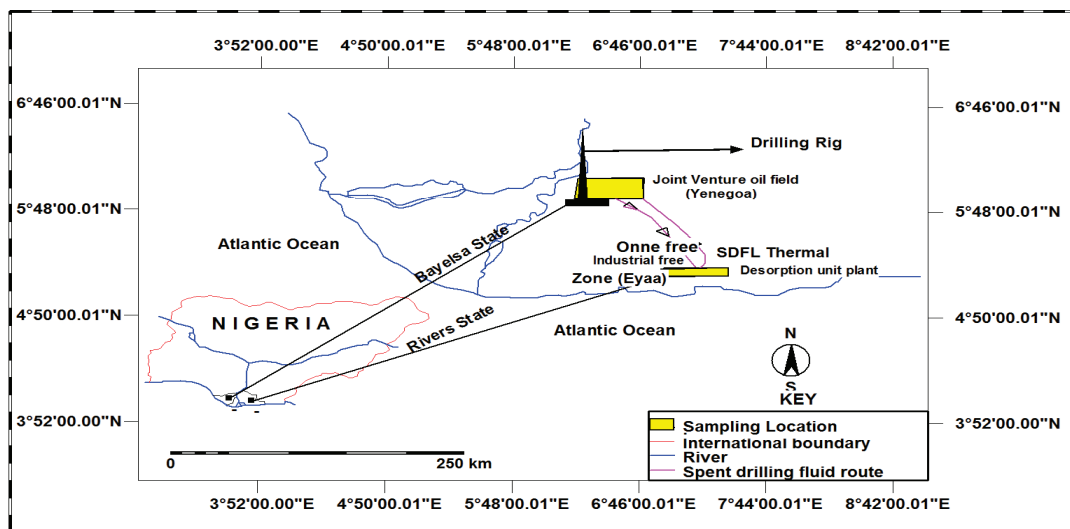 3°52'00.00"E 4°50'00.01"E 5°48'00.01"E 6°46'00.01"E 7°44'00.01"E 8°42'00.01"E
6°46'00.01"N 6°46'00.01"N
Drilling Rig
Joint Venture oil field
(Yenegoa)
5°48'00.01"N 5°48'00.01"N
Atlantic Ocean
Bayelsa State
Onne free
SDFL Thermal
Industrial free
Desorption unit plant
Zone (Eyaa)
4°50'00.01"N 4°50'00.01"N
NIGERIA
Rivers State
Atlantic Ocean
N
S
KEY
3°52'00.00"N 3°52'00.00"N
Sampling Location
International boundary
River
Spent drilling fluid route
0 250 km
3°52'00.00"E 4°50'00.01"E 5°48'00.01"E 6°46'00.01"E 7°44'00.01"E 8°42'00.01"E